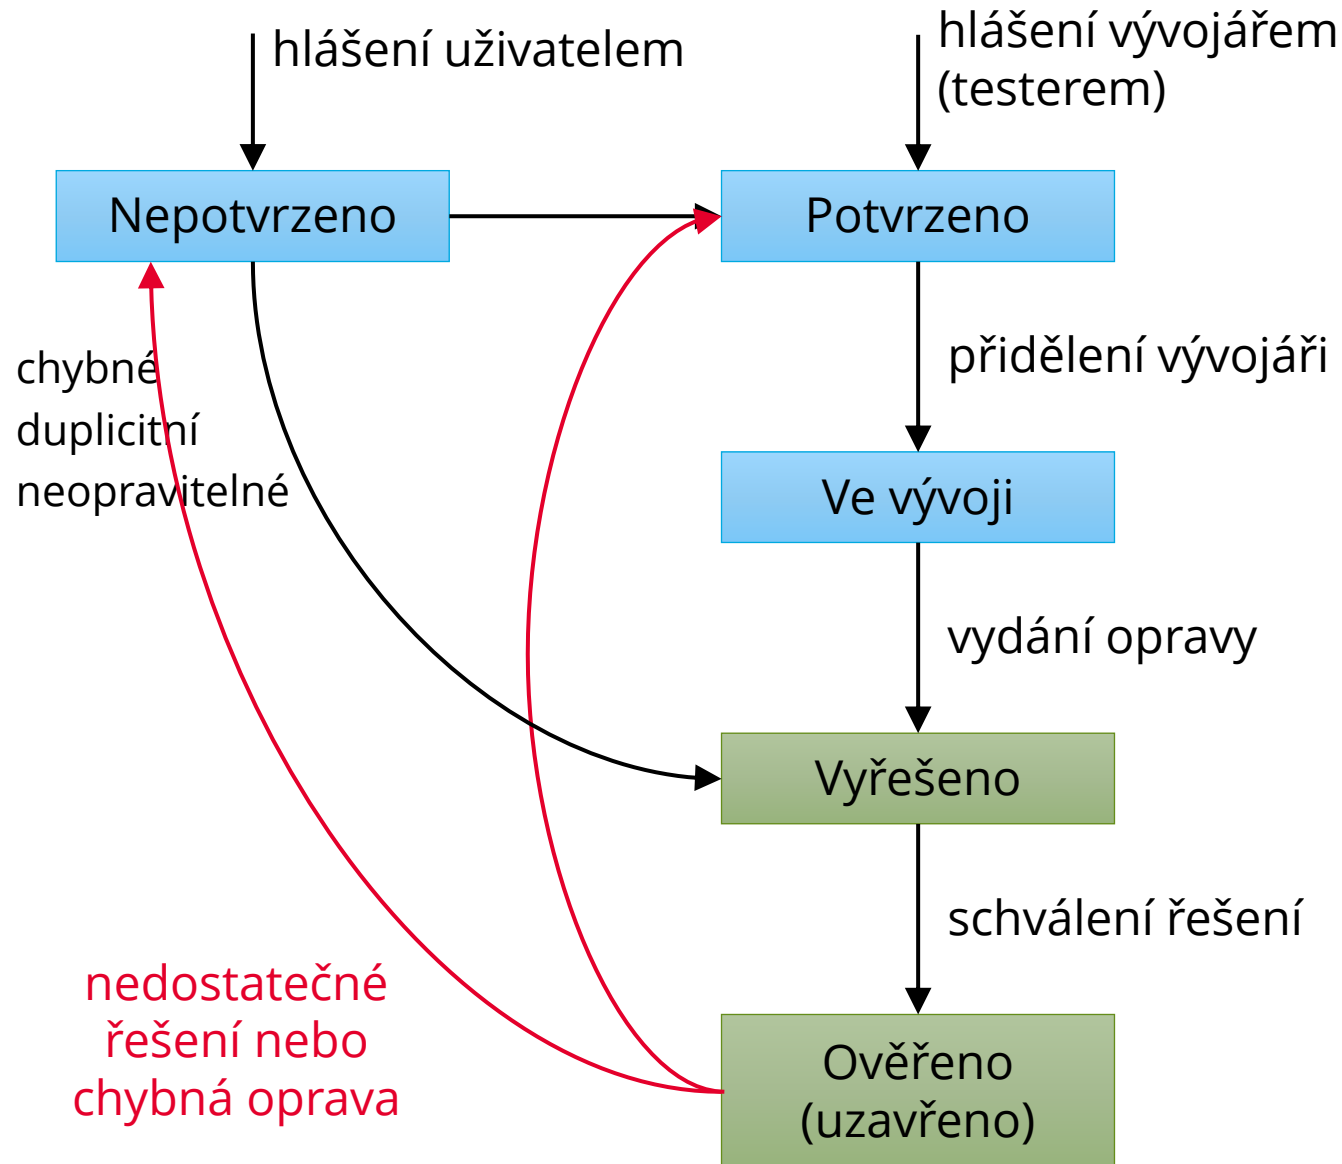 hlášení uživatelem
hlášení vývojářem
(testerem)
Nepotvrzeno
Potvrzeno
chybné
duplicitní
neopravitelné
přidělení vývojáři
Ve vývoji
vydání opravy
Vyřešeno
schválení řešení
nedostatečné
řešení nebo
chybná oprava
Ověřeno
(uzavřeno)